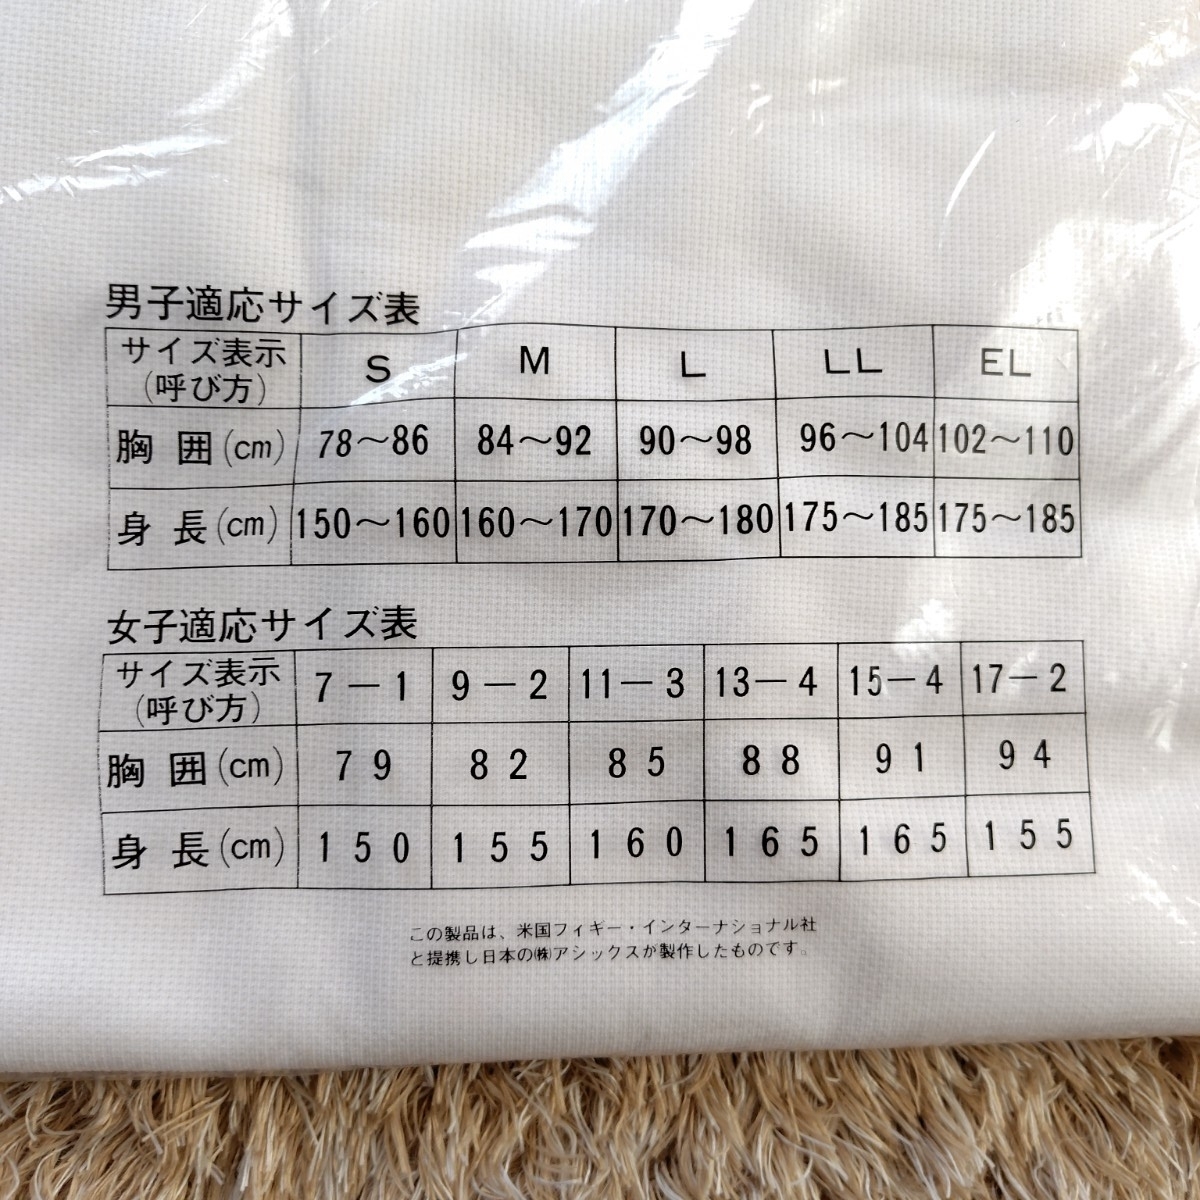 男子適応サイズ表
サイズ表示 S M L LL EL
(呼び方)
胸囲(cm) 78〜86 84〜92 90〜98 96〜104 102〜110
身長(cm) 150〜160 160〜170 170〜180 175〜185 175〜185
女子適応サイズ表
サイズ表示 7-1 9-2 11-3 13-4 15-4 17-2
(呼び方)
胸囲(cm) 79 82 85 88 91 94
身長(cm) 150 155 160 165 165 155
この製品は、米国フィギー・インターナショナル社
と提携し日本の㈱アシックスが製作したものです。